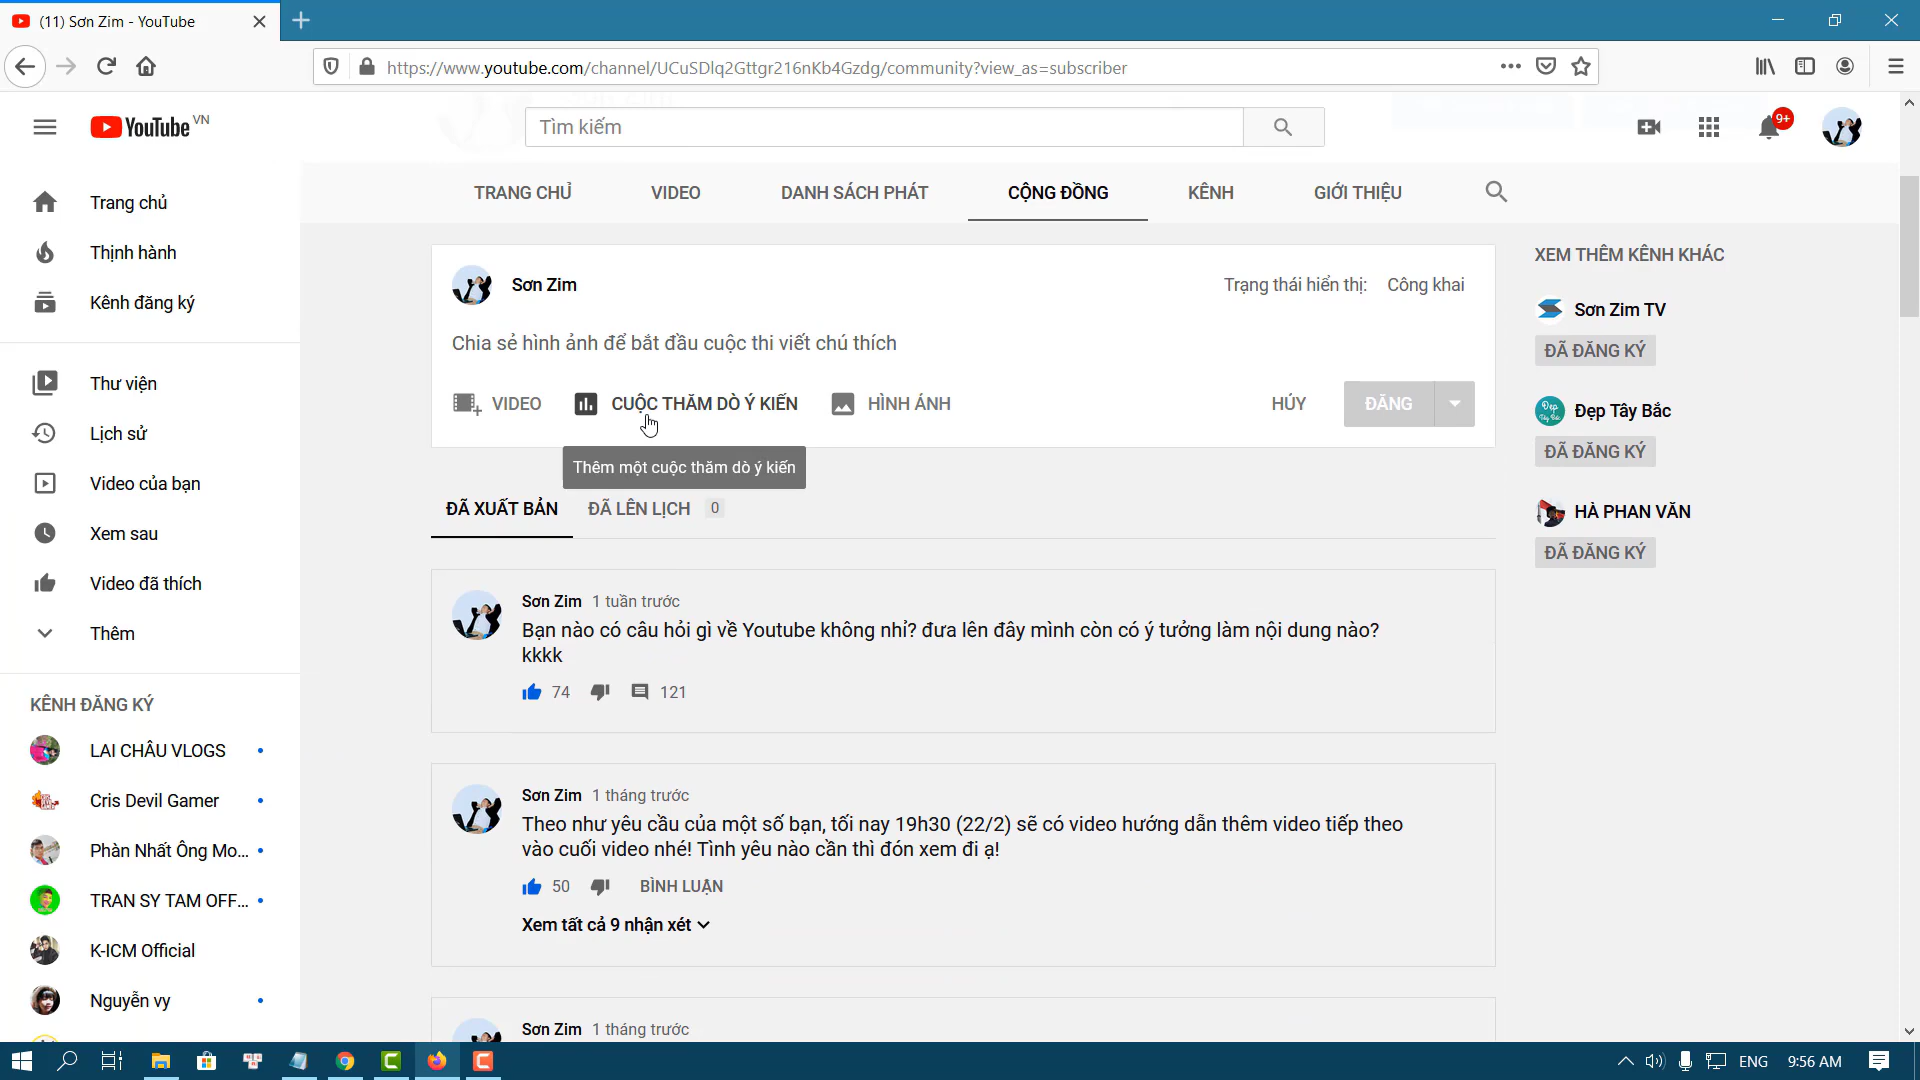 (11) Sơn Zim - YouTube
https://www.youtube.com/channel/UCuSDlq2Gttgr216nKb4Gzdg/community?view_as=subscriber
YouTube VN
Tìm kiếm
9+
TRANG CHỦ
VIDEO
DANH SÁCH PHÁT
CỘNG ĐỒNG
KÊNH
GIỚI THIỆU
Trang chủ
Thịnh hành
Kênh đăng ký
Thư viện
Lịch sử
Video của bạn
Xem sau
Video đã thích
Thêm
KÊNH ĐĂNG KÝ
LAI CHÂU VLOGS
Cris Devil Gamer
Phàn Nhất Ông Mo...
TRAN SY TAM OFF...
K-ICM Official
Nguyễn vy
Sơn Zim
Trạng thái hiển thị: Công khai
Chia sẻ hình ảnh để bắt đầu cuộc thi viết chú thích
VIDEO
CUỘC THĂM DÒ Ý KIẾN
HÌNH ẢNH
HỦY
ĐĂNG
Thêm một cuộc thăm dò ý kiến
ĐÃ XUẤT BẢN
ĐÃ LÊN LỊCH 0
Sơn Zim 1 tuần trước
Bạn nào có câu hỏi gì về Youtube không nhỉ? đưa lên đây mình còn có ý tưởng làm nội dung nào?
kkkk
74
121
Sơn Zim 1 tháng trước
Theo như yêu cầu của một số bạn, tối nay 19h30 (22/2) sẽ có video hướng dẫn thêm video tiếp theo
vào cuối video nhé! Tình yêu nào cần thì đón xem đi ạ!
50
BÌNH LUẬN
Xem tất cả 9 nhận xét
Sơn Zim 1 tháng trước
XEM THÊM KÊNH KHÁC
Sơn Zim TV
ĐÃ ĐĂNG KÝ
Đẹp Tây Bắc
ĐÃ ĐĂNG KÝ
HÀ PHAN VĂN
ĐÃ ĐĂNG KÝ
ENG
9:56 AM